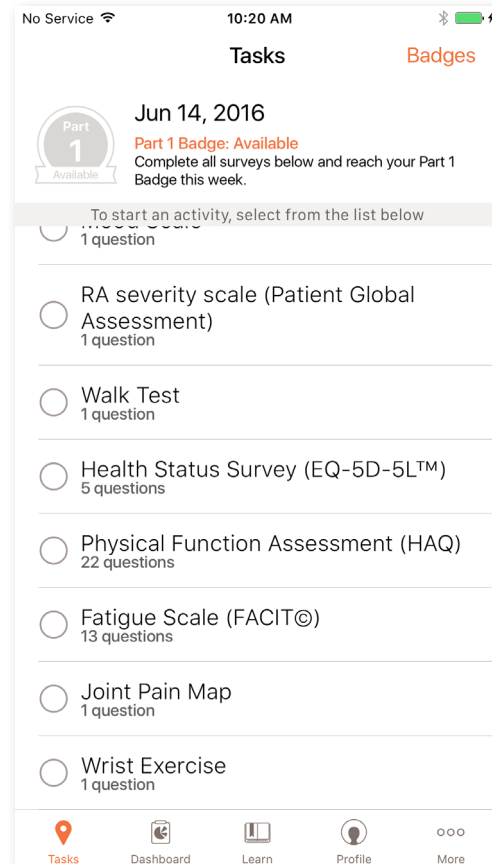 No Service 10:20 AM
Tasks
Badges
Part
1
Available
Jun 14, 2016
Part 1 Badge: Available
Complete all surveys below and reach your Part 1
Badge this week.
To start an activity, select from the list below
Mood Scale
1 question
RA severity scale (Patient Global
Assessment)
1 question
Walk Test
1 question
Health Status Survey (EQ-5D-5L™)
5 questions
Physical Function Assessment (HAQ)
22 questions
Fatigue Scale (FACIT©)
13 questions
Joint Pain Map
1 question
Wrist Exercise
1 question
Tasks Dashboard Learn Profile More